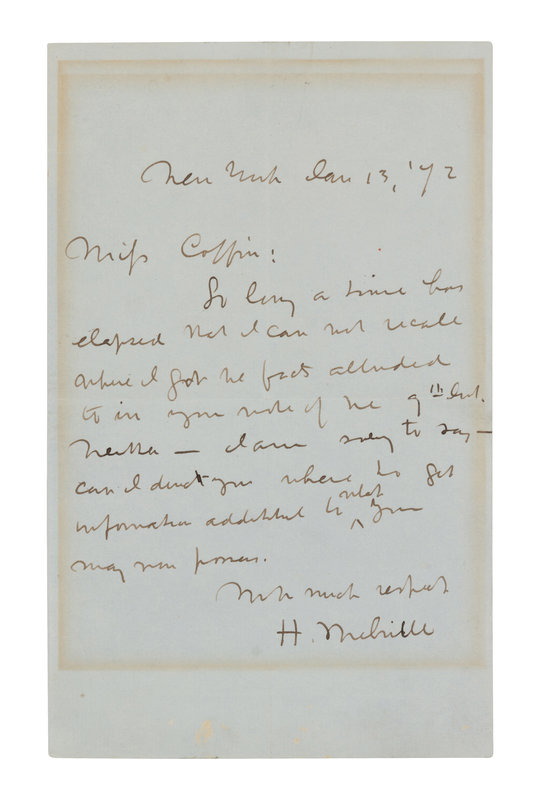 New York Jan 13, '72
Miss Coffin:
So long a time has
elapsed that I can not recall
where I got the facts alluded
to in your note of the 9th Inst.
Neither — I am sorry to say —
can I direct you where to get
information additional to what you
may now possess.
With much respect
H. Melville